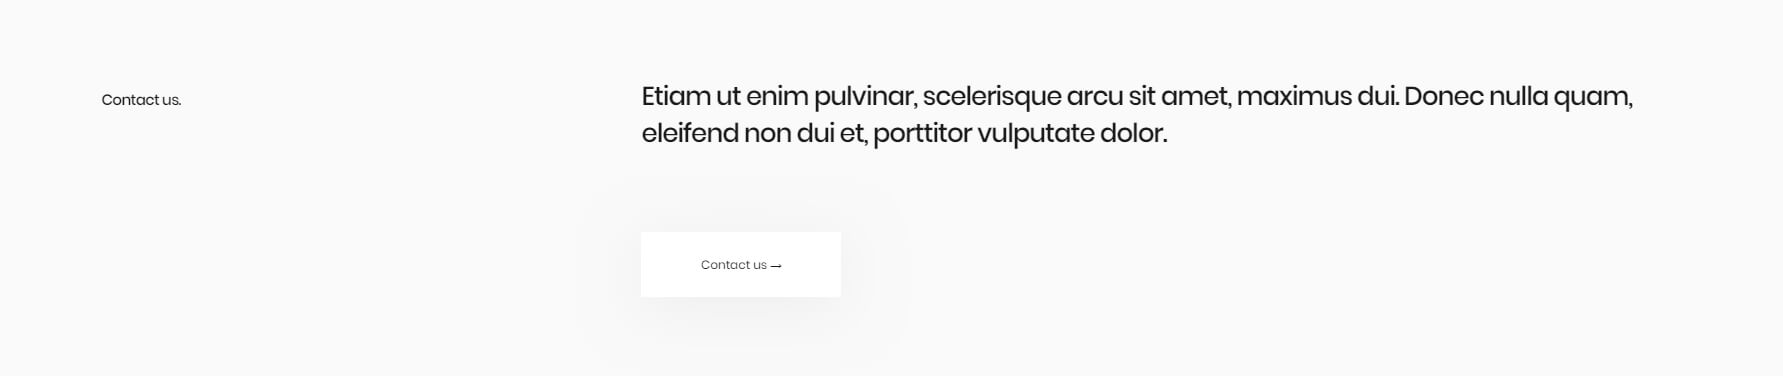 Contact us.
Etiam ut enim pulvinar, scelerisque arcu sit amet, maximus dui. Donec nulla quam,
eleifend non dui et, porttitor vulputate dolor.
Contact us →